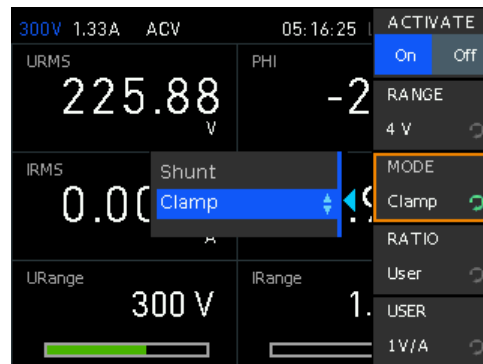 300V 1.33A ACV 05:16:25
ACTIVATE
On Off
URMS
225.88
V
PHI
-2
RANGE
4 V
IRMS
0.00
A
Shunt
Clamp
MODE
Clamp
RATIO
User
URange
300 V
IRange
1.
USER
1V/A